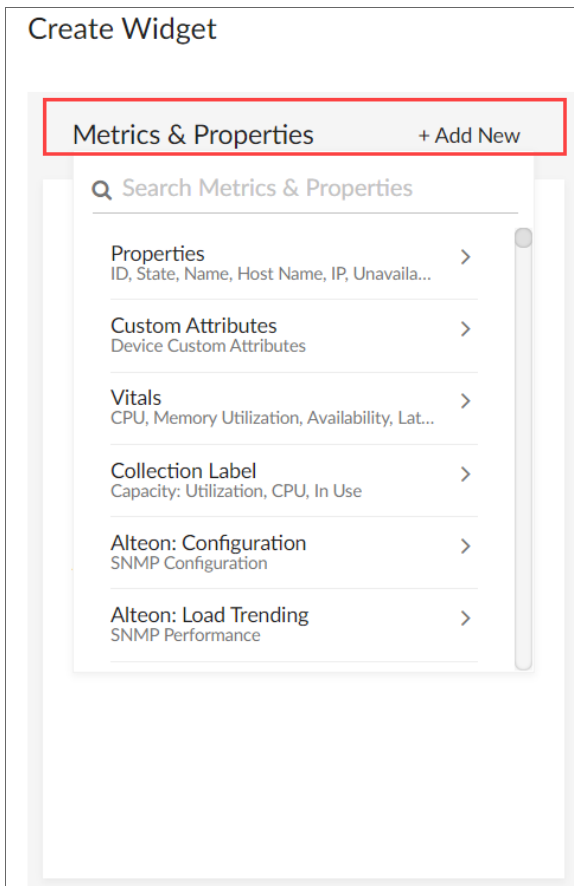 Create Widget
Metrics & Properties
+ Add New
Search Metrics & Properties
Properties
ID, State, Name, Host Name, IP, Unavaila...
Custom Attributes
Device Custom Attributes
Vitals
CPU, Memory Utilization, Availability, Lat...
Collection Label
Capacity: Utilization, CPU, In Use
Alteon: Configuration
SNMP Configuration
Alteon: Load Trending
SNMP Performance